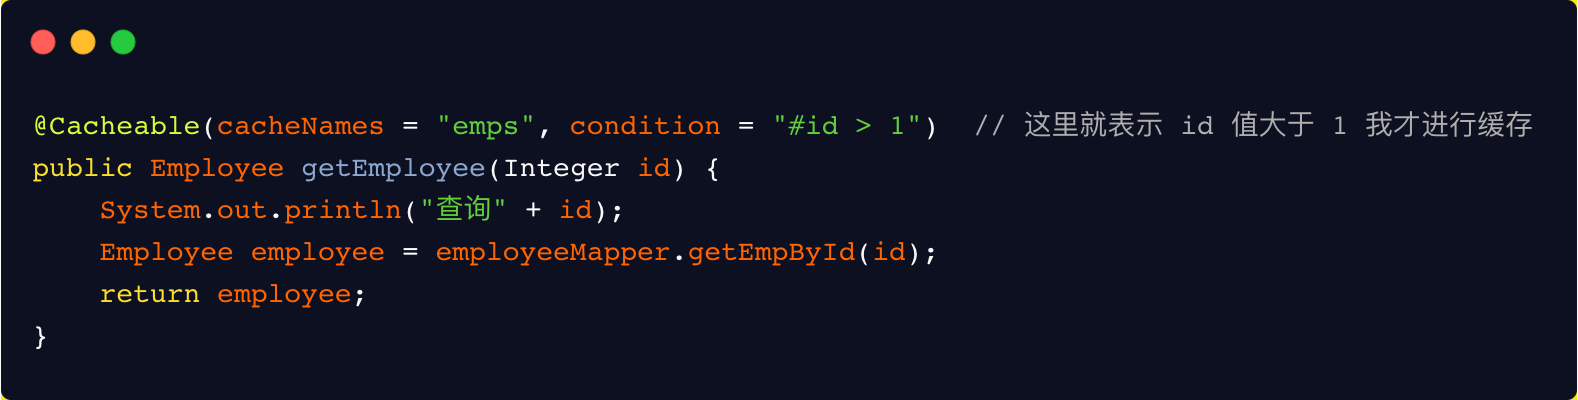 @Cacheable(cacheNames = "emps", condition = "#id > 1")  // 这里就表示 id 值大于 1 我才进行缓存
public Employee getEmployee(Integer id) {
    System.out.println("查询" + id);
    Employee employee = employeeMapper.getEmpById(id);
    return employee;
}